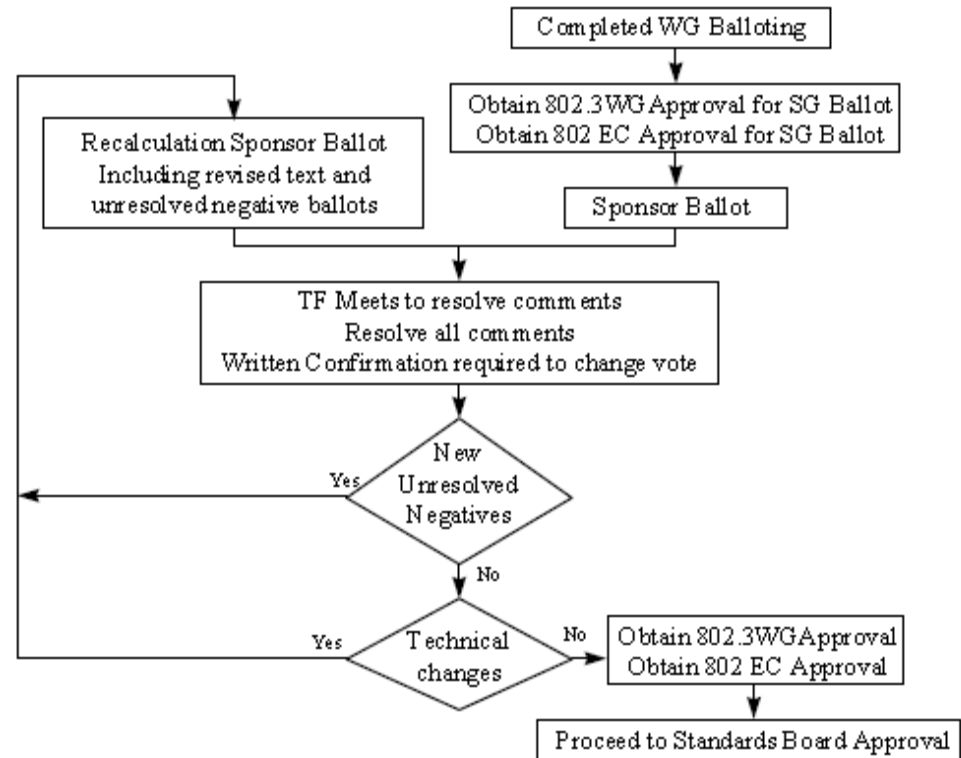 Completed WG Balloting
Obtain 802.3WG Approval for SG Ballot
Obtain 802 EC Approval for SG Ballot
Recalculation Sponsor Ballot
Including revised text and
unresolved negative ballots
Sponsor Ballot
TF Meets to resolve comments
Resolve all comments
Written Confirmation required to change vote
New
Unresolved
Negatives
Yes
No
Technical
changes
Yes
No
Obtain 802.3WGApproval
Obtain 802 EC Approval
Proceed to Standards Board Approval